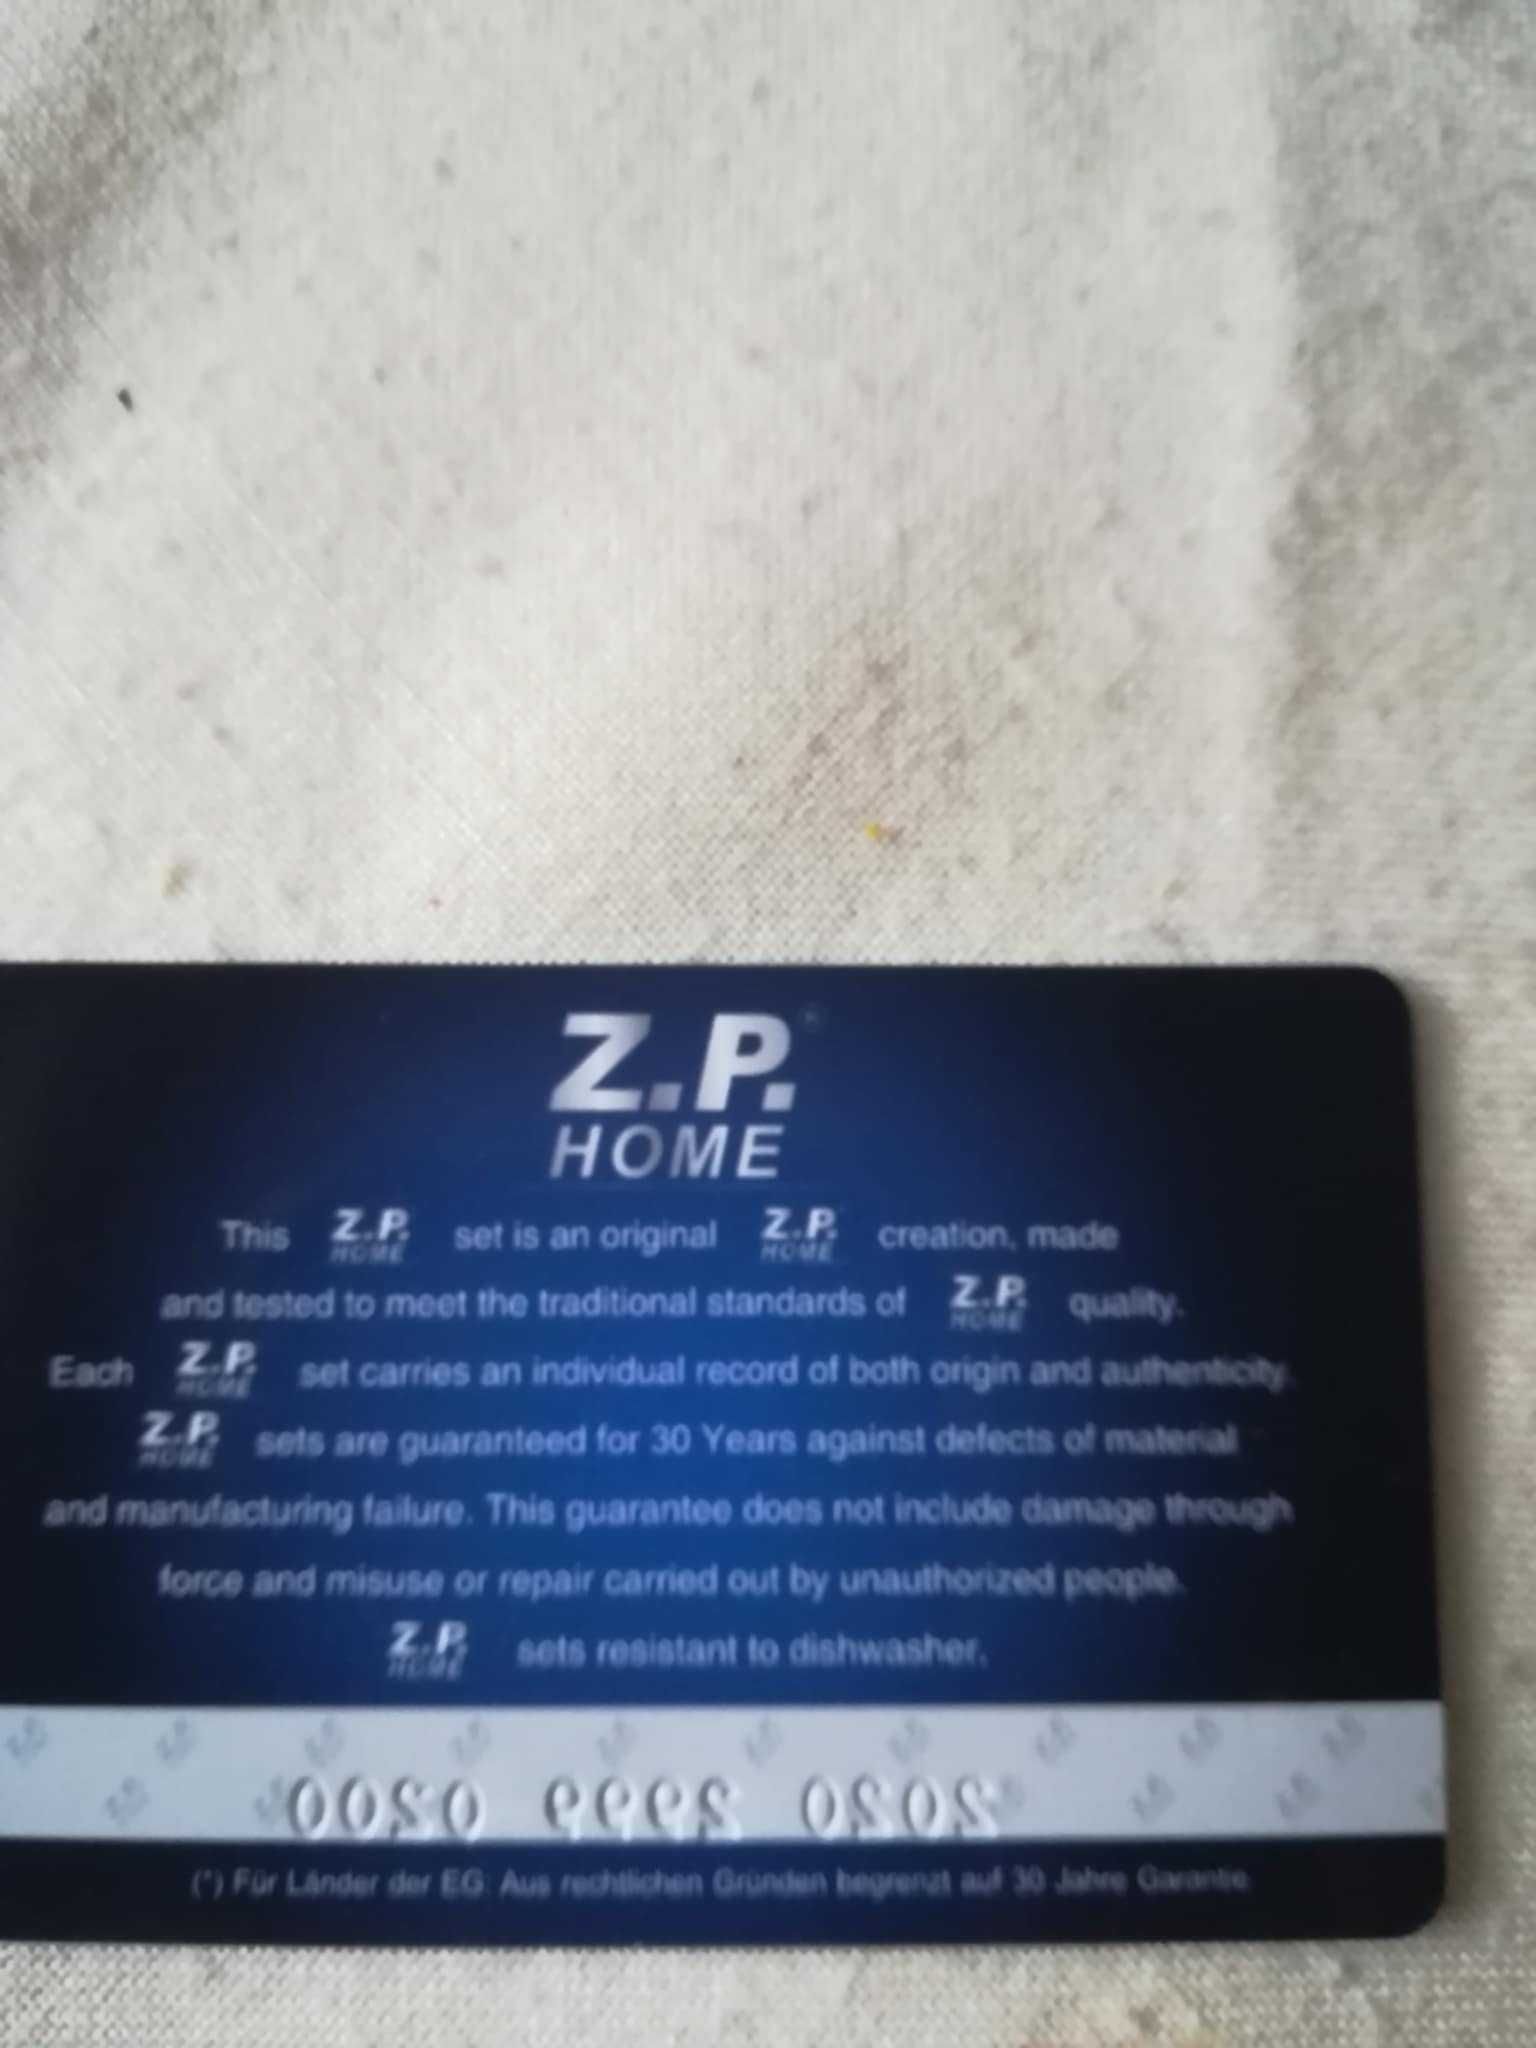 Z.P.®
HOME
This Z.P. HOME set is an original Z.P. HOME creation, made
and tested to meet the traditional standards of Z.P. HOME quality.
Each Z.P. HOME set carries an individual record of both origin and authenticity.
Z.P. HOME sets are guaranteed for 30 Years against defects of material
and manufacturing failure. This guarantee does not include damage through
force and misuse or repair carried out by unauthorized people.
Z.P. HOME sets resistant to dishwasher.
2020 2999 0200
(*) Für Länder der EG. Aus rechtlichen Gründen begrenzt auf 30 Jahre Garantie